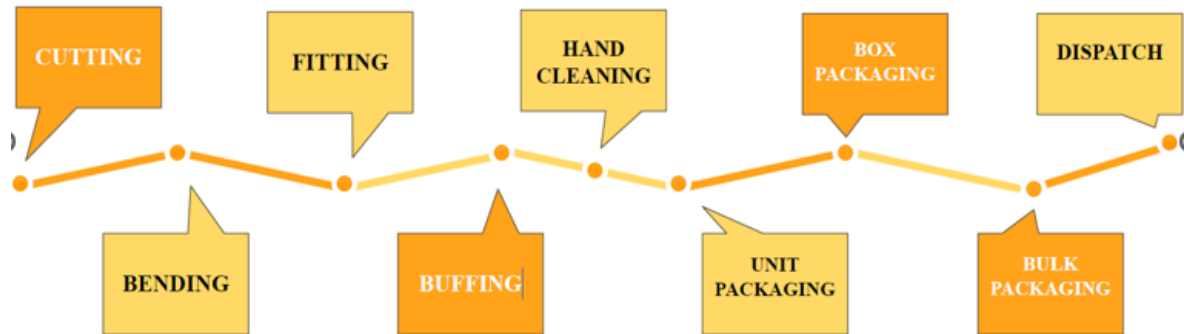 CUTTING
BENDING
FITTING
BUFFING
HAND
CLEANING
UNIT
PACKAGING
BOX
PACKAGING
BULK
PACKAGING
DISPATCH